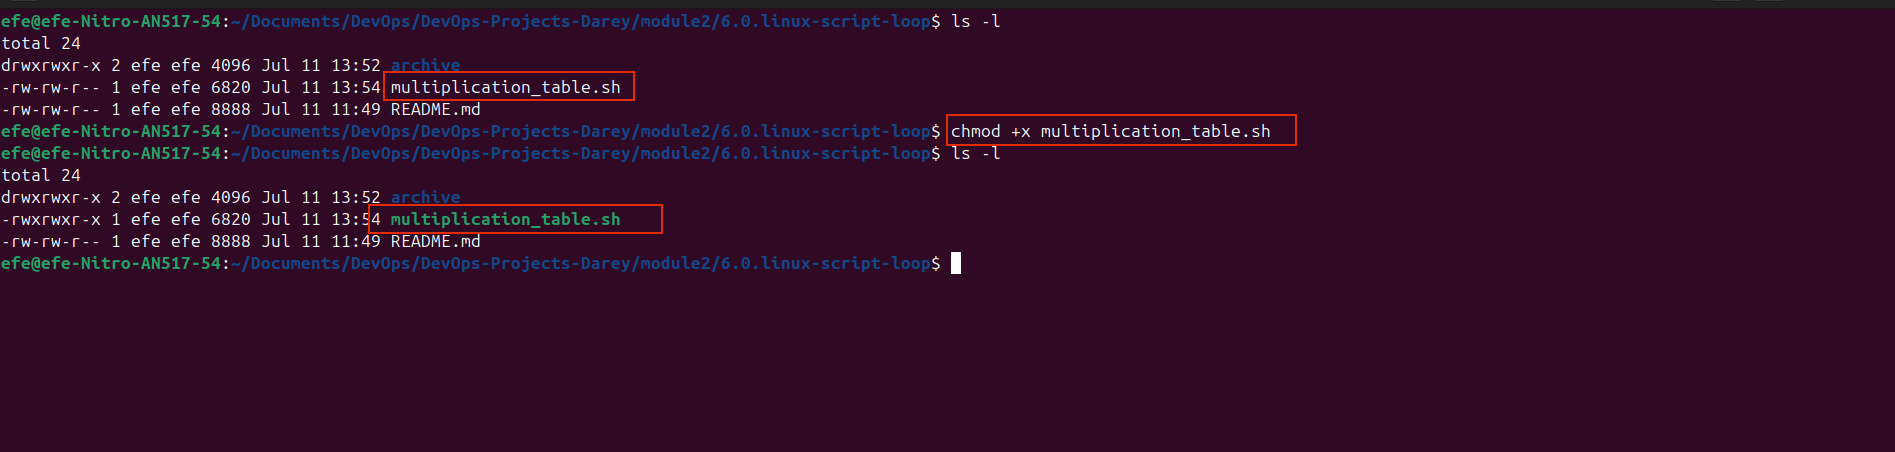 efe@efe-Nitro-AN517-54:~/Documents/DevOps/DevOps-Projects-Darey/module2/6.0.linux-script-loop$ ls -l
total 24
drwxrwxr-x 2 efe efe 4096 Jul 11 13:52 archive
-rw-rw-r-- 1 efe efe 6820 Jul 11 13:54 multiplication_table.sh
-rw-rw-r-- 1 efe efe 8888 Jul 11 11:49 README.md
efe@efe-Nitro-AN517-54:~/Documents/DevOps/DevOps-Projects-Darey/module2/6.0.linux-script-loop$ chmod +x multiplication_table.sh
efe@efe-Nitro-AN517-54:~/Documents/DevOps/DevOps-Projects-Darey/module2/6.0.linux-script-loop$ ls -l
total 24
drwxrwxr-x 2 efe efe 4096 Jul 11 13:52 archive
-rwxrwxr-x 1 efe efe 6820 Jul 11 13:54 multiplication_table.sh
-rw-rw-r-- 1 efe efe 8888 Jul 11 11:49 README.md
efe@efe-Nitro-AN517-54:~/Documents/DevOps/DevOps-Projects-Darey/module2/6.0.linux-script-loop$